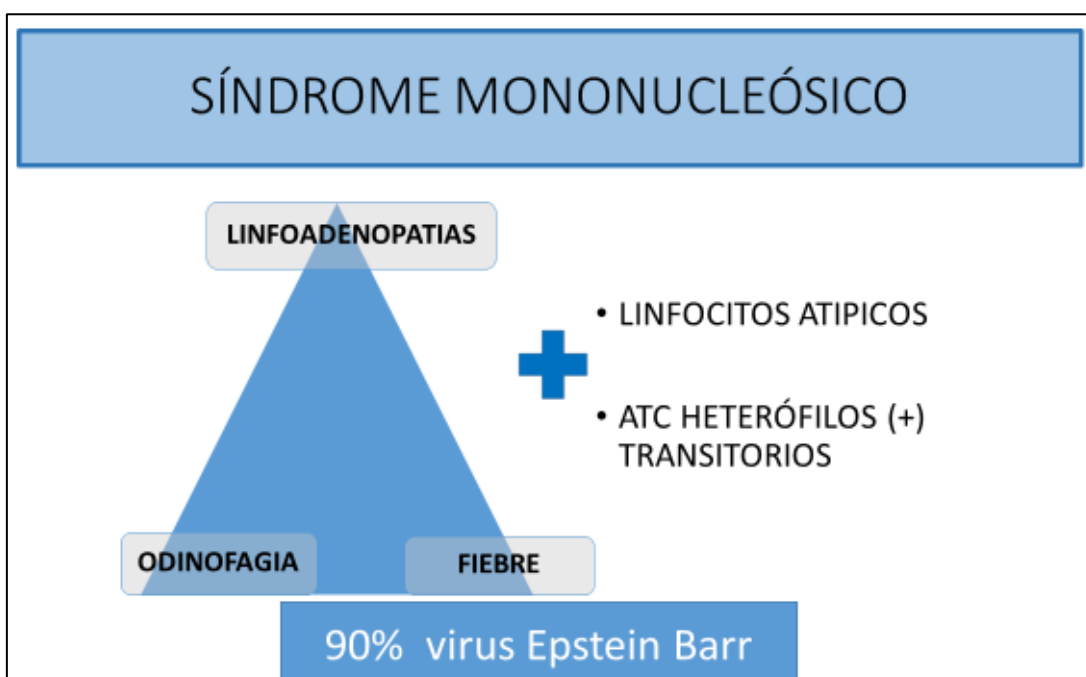 SÍNDROME MONONUCLEÓSICO
LINFOADENOPATIAS
• LINFOCITOS ATIPICOS
• ATC HETERÓFILOS (+)
TRANSITORIOS
ODINOFAGIA
FIEBRE
90% virus Epstein Barr